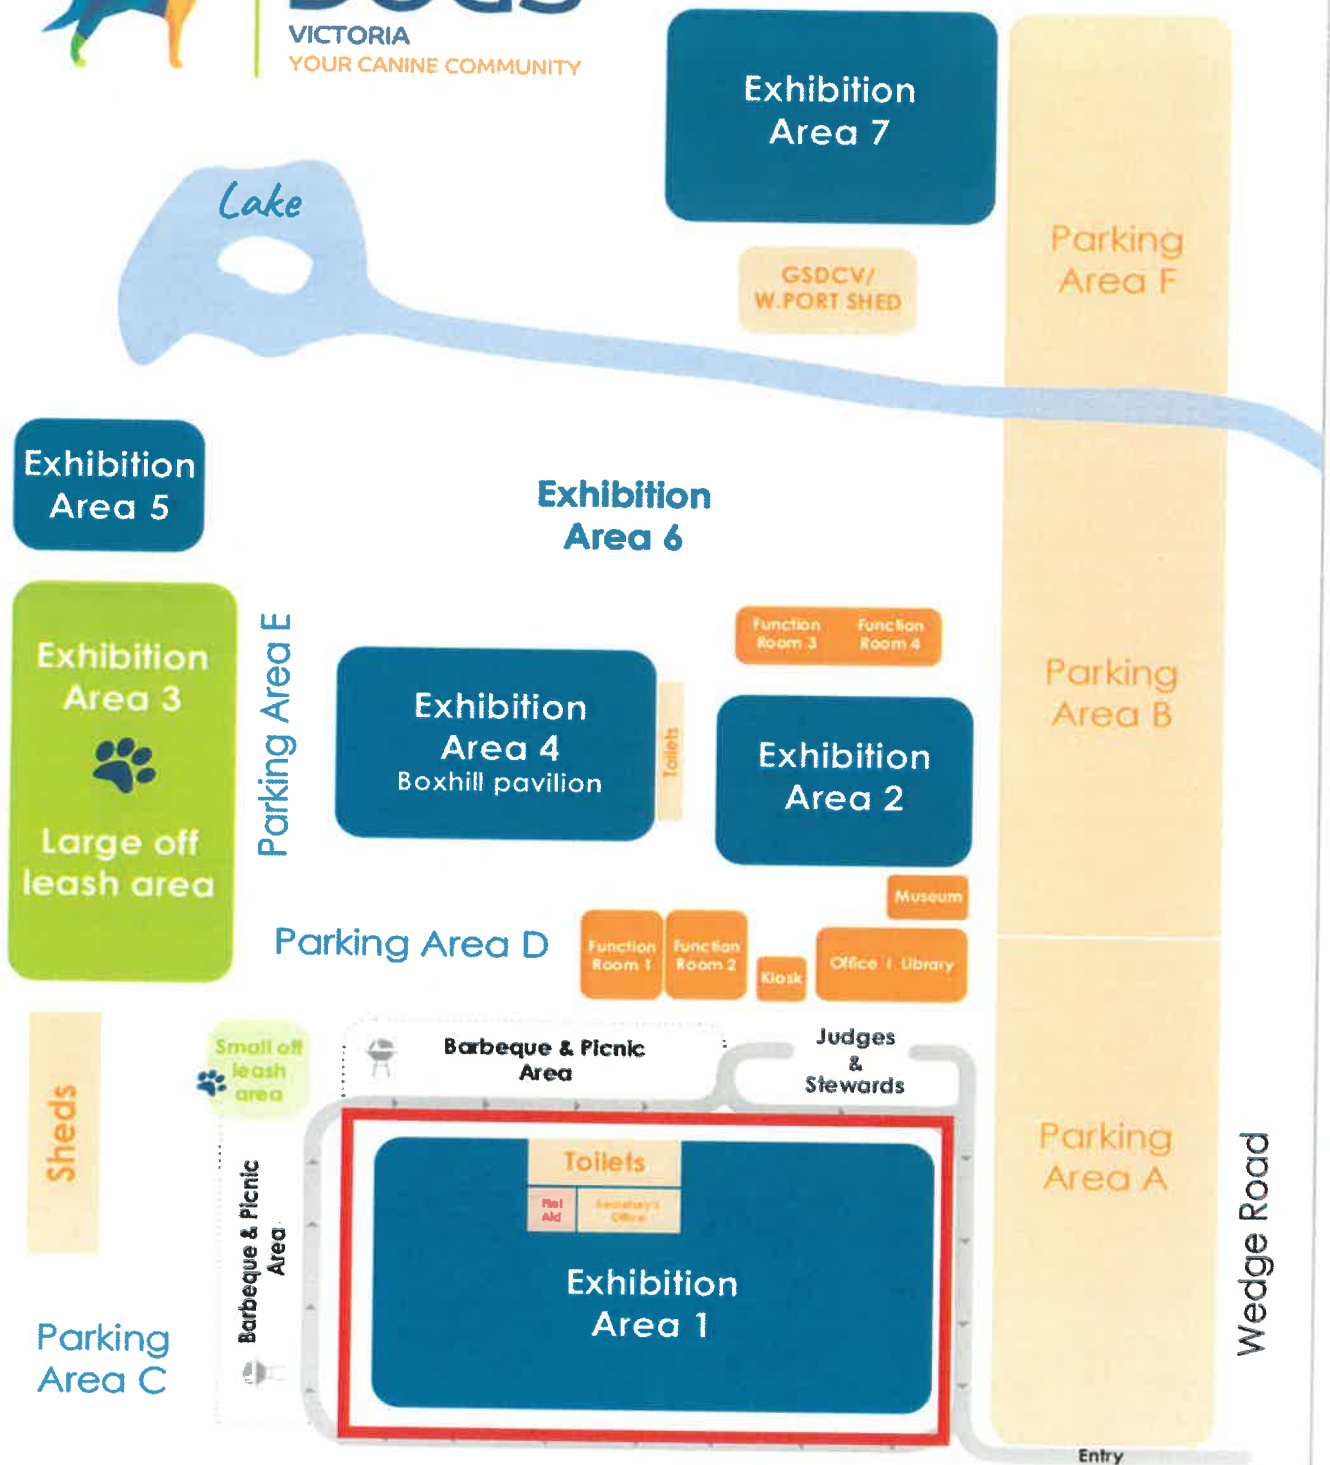 DOGS
VICTORIA
YOUR CANINE COMMUNITY
Exhibition
Area 7
Lake
GSDCV/
W.PORT SHED
Parking
Area F
Exhibition
Area 5
Exhibition
Area 6
Exhibition
Area 3
Large off
leash area
Parking Area E
Exhibition
Area 4
Boxhill pavilion
Toilets
Function
Room 3
Function
Room 4
Exhibition
Area 2
Parking
Area B
Museum
Parking Area D
Function
Room 1
Function
Room 2
Kiosk
Office | Library
Sheds
Small off
leash
area
Barbeque & Picnic
Area
Judges
&
Stewards
Barbeque & Picnic
Area
Toilets
First
Aid
Secretary's
Office
Exhibition
Area 1
Parking
Area A
Wedge Road
Parking
Area C
Entry